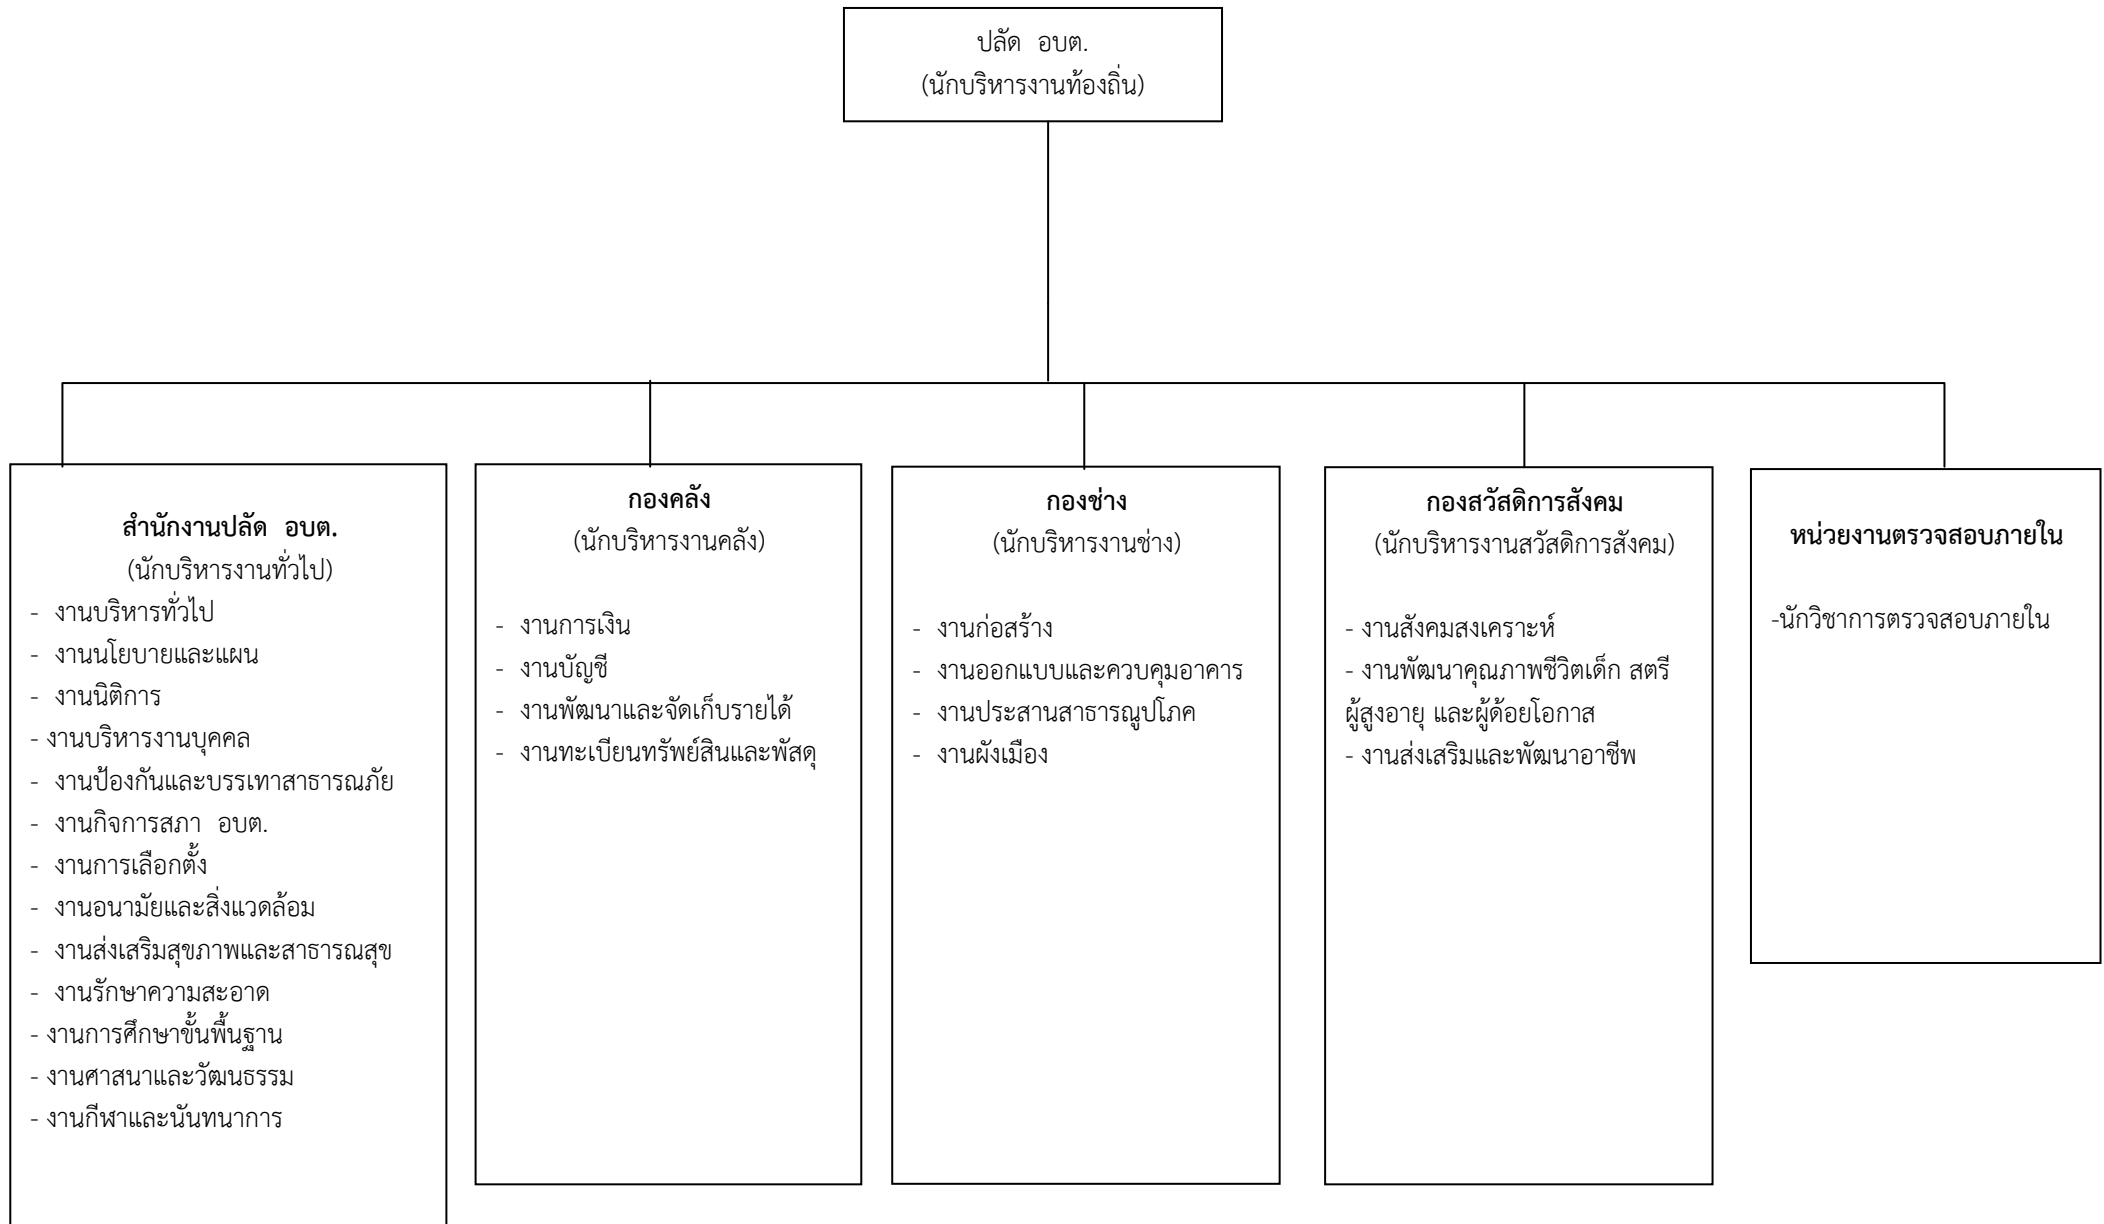 ปลัด อบต.
(นักบริหารงานท้องถิ่น)
สำนักงานปลัด อบต.
(นักบริหารงานทั่วไป)
- งานบริหารทั่วไป
- งานนโยบายและแผน
- งานนิติการ
- งานบริหารงานบุคคล
- งานป้องกันและบรรเทาสาธารณภัย
- งานกิจการสภา อบต.
- งานการเลือกตั้ง
- งานอนามัยและสิ่งแวดล้อม
- งานส่งเสริมสุขภาพและสาธารณสุข
- งานรักษาความสะอาด
- งานการศึกษาขั้นพื้นฐาน
- งานศาสนาและวัฒนธรรม
- งานกีฬาและนันทนาการ
กองคลัง
(นักบริหารงานคลัง)
- งานการเงิน
- งานบัญชี
- งานพัฒนาและจัดเก็บรายได้
- งานทะเบียนทรัพย์สินและพัสดุ
กองช่าง
(นักบริหารงานช่าง)
- งานก่อสร้าง
- งานออกแบบและควบคุมอาคาร
- งานประสานสาธารณูปโภค
- งานผังเมือง
กองสวัสดิการสังคม
(นักบริหารงานสวัสดิการสังคม)
- งานสังคมสงเคราะห์
- งานพัฒนาคุณภาพชีวิตเด็ก สตรี
ผู้สูงอายุ และผู้ด้อยโอกาส
- งานส่งเสริมและพัฒนาอาชีพ
หน่วยงานตรวจสอบภายใน
-นักวิชาการตรวจสอบภายใน